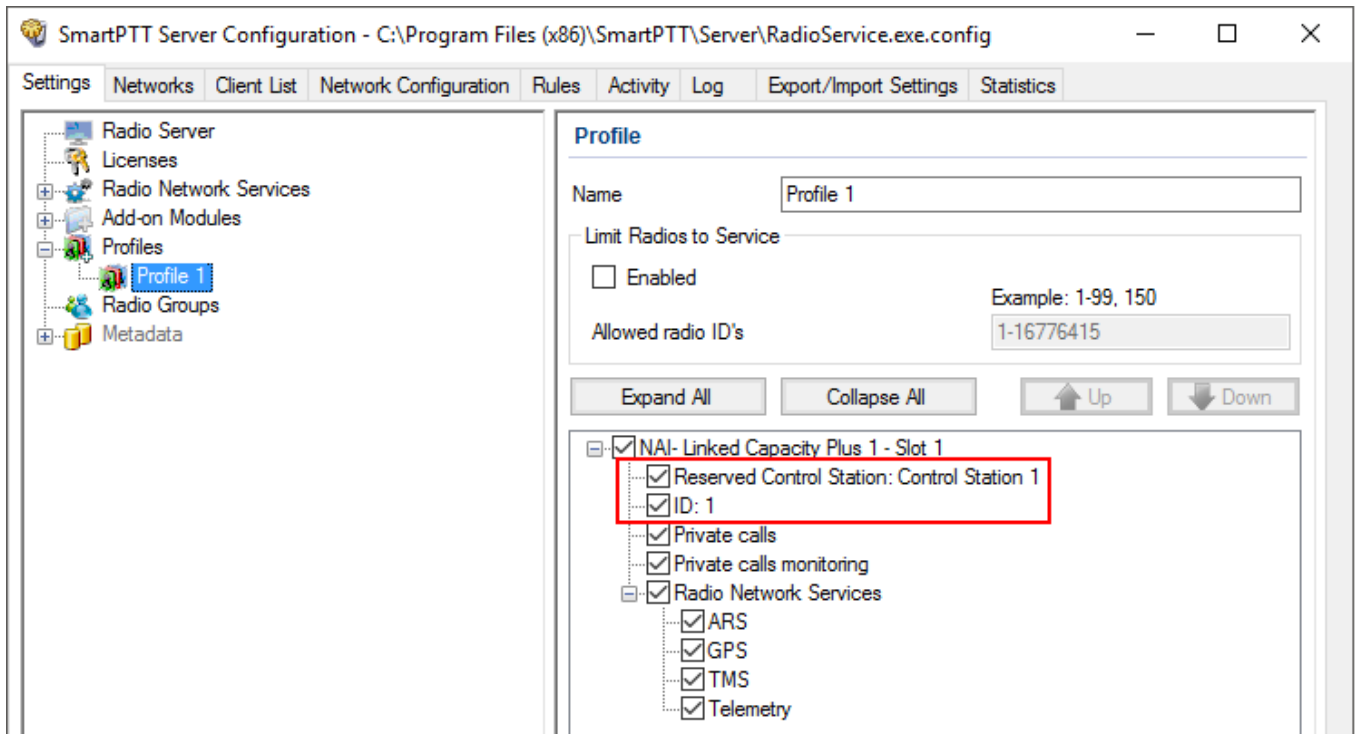 SmartPTT Server Configuration - C:\Program Files (x86)\SmartPTT\Server\RadioService.exe.config
Settings Networks Client List Network Configuration Rules Activity Log Export/Import Settings Statistics
Radio Server
Licenses
Radio Network Services
Add-on Modules
Profiles
Profile 1
Radio Groups
Metadata
Profile
Name Profile 1
Limit Radios to Service
Enabled
Example: 1-99, 150
Allowed radio ID's 1-16776415
Expand All Collapse All Up Down
NAI- Linked Capacity Plus 1 - Slot 1
Reserved Control Station: Control Station 1
ID: 1
Private calls
Private calls monitoring
Radio Network Services
ARS
GPS
TMS
Telemetry